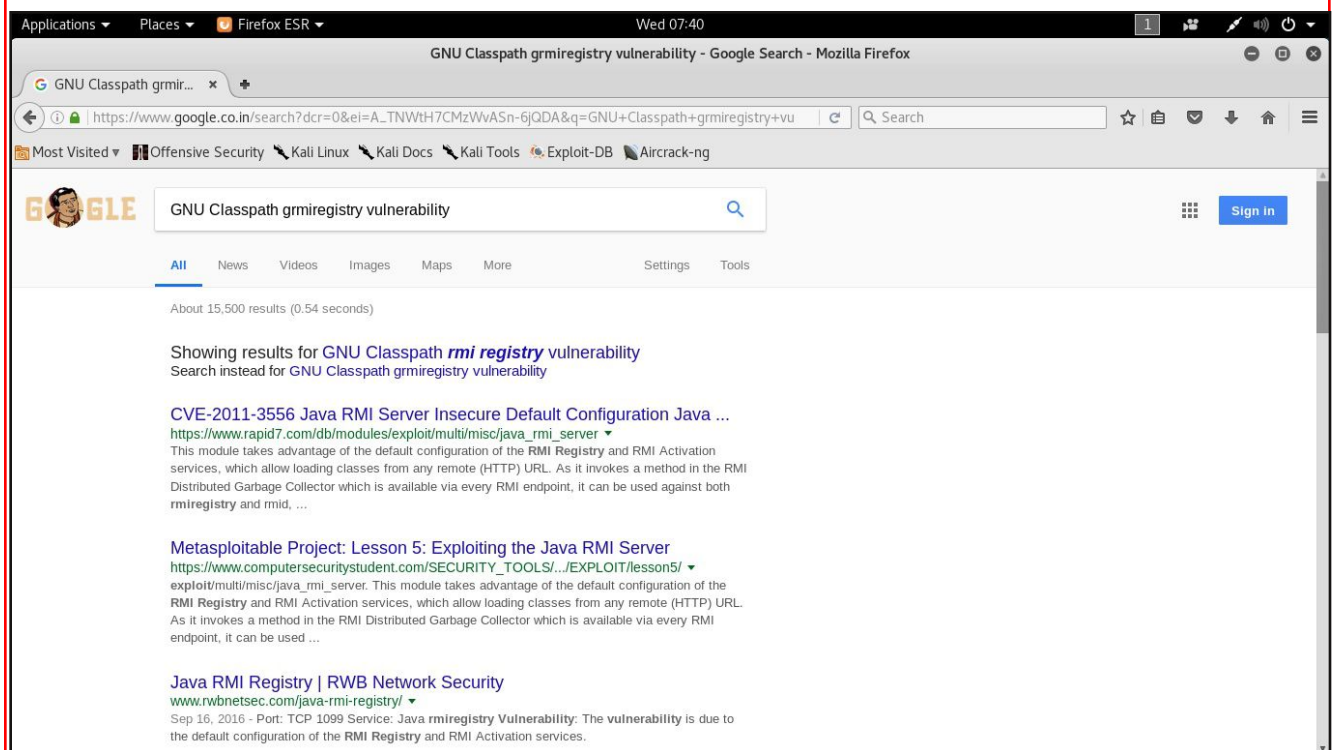 Applications ▾ Places ▾ Firefox ESR ▾ Wed 07:40 1
GNU Classpath grmiregistry vulnerability - Google Search - Mozilla Firefox
GNU Classpath grmir...
https://www.google.co.in/search?dcr=0&ei=A_TNWtH7CMzWvASn-6jQDA&q=GNU+Classpath+grmiregistry+vu Search
Most Visited ▾ Offensive Security Kali Linux Kali Docs Kali Tools Exploit-DB Aircrack-ng
GOOGLE GNU Classpath grmiregistry vulnerability Sign in
All News Videos Images Maps More Settings Tools
About 15,500 results (0.54 seconds)
Showing results for GNU Classpath rmi registry vulnerability
Search instead for GNU Classpath grmiregistry vulnerability
CVE-2011-3556 Java RMI Server Insecure Default Configuration Java ...
https://www.rapid7.com/db/modules/exploit/multi/misc/java_rmi_server ▾
This module takes advantage of the default configuration of the RMI Registry and RMI Activation
services, which allow loading classes from any remote (HTTP) URL. As it invokes a method in the RMI
Distributed Garbage Collector which is available via every RMI endpoint, it can be used against both
rmiregistry and rmid, ...
Metasploitable Project: Lesson 5: Exploiting the Java RMI Server
https://www.computersecuritystudent.com/SECURITY_TOOLS/.../EXPLOIT/lesson5/ ▾
exploit/multi/misc/java_rmi_server. This module takes advantage of the default configuration of the
RMI Registry and RMI Activation services, which allow loading classes from any remote (HTTP) URL.
As it invokes a method in the RMI Distributed Garbage Collector which is available via every RMI
endpoint, it can be used ...
Java RMI Registry | RWB Network Security
www.rwbnetsec.com/java-rmi-registry/ ▾
Sep 16, 2016 - Port: TCP 1099 Service: Java rmiregistry Vulnerability: The vulnerability is due to
the default configuration of the RMI Registry and RMI Activation services.